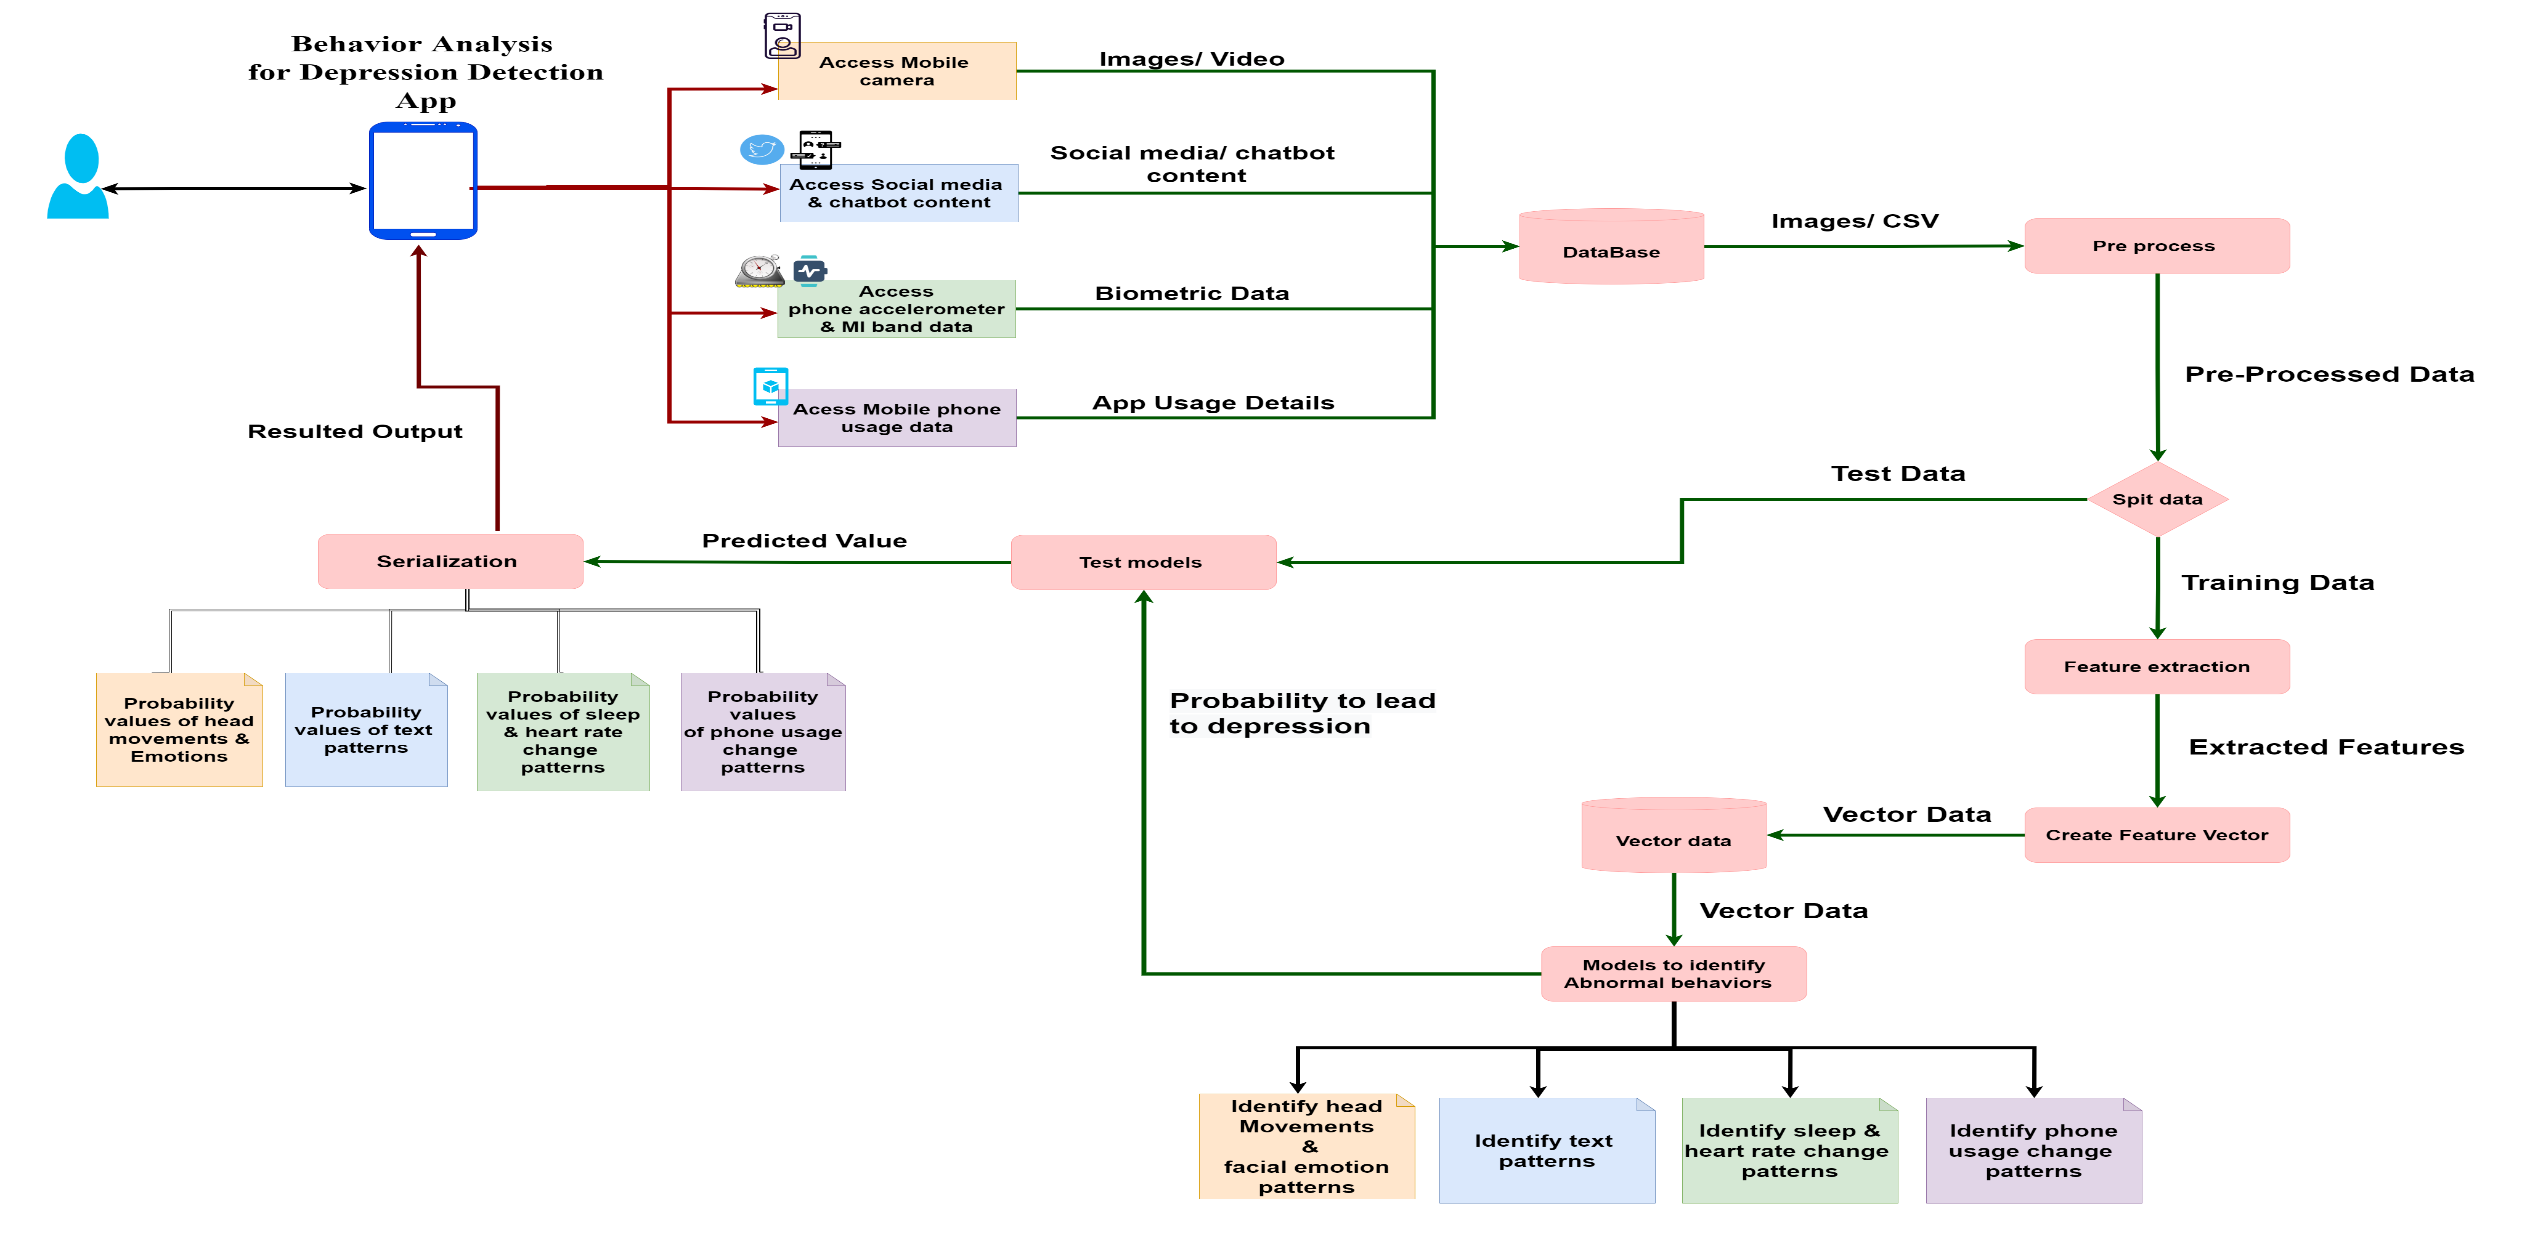 Behavior Analysis
for Depression Detection
App
Access Mobile
camera
Images/ Video
Access Social media
& chatbot content
Social media/ chatbot
content
Access
phone accelerometer
& MI band data
Biometric Data
Acess Mobile phone
usage data
App Usage Details
DataBase
Images/ CSV
Pre process
Pre-Processed Data
Spit data
Test Data
Training Data
Feature extraction
Extracted Features
Create Feature Vector
Vector Data
Vector data
Vector Data
Models to identify
Abnormal behaviors
Identify head
Movements
&
facial emotion
patterns
Identify text
patterns
Identify sleep &
heart rate change
patterns
Identify phone
usage change
patterns
Probability to lead
to depression
Test models
Predicted Value
Serialization
Resulted Output
Probability
values of head
movements &
Emotions
Probability
values of text
patterns
Probability
values of sleep
& heart rate
change
patterns
Probability
values
of phone usage
change
patterns